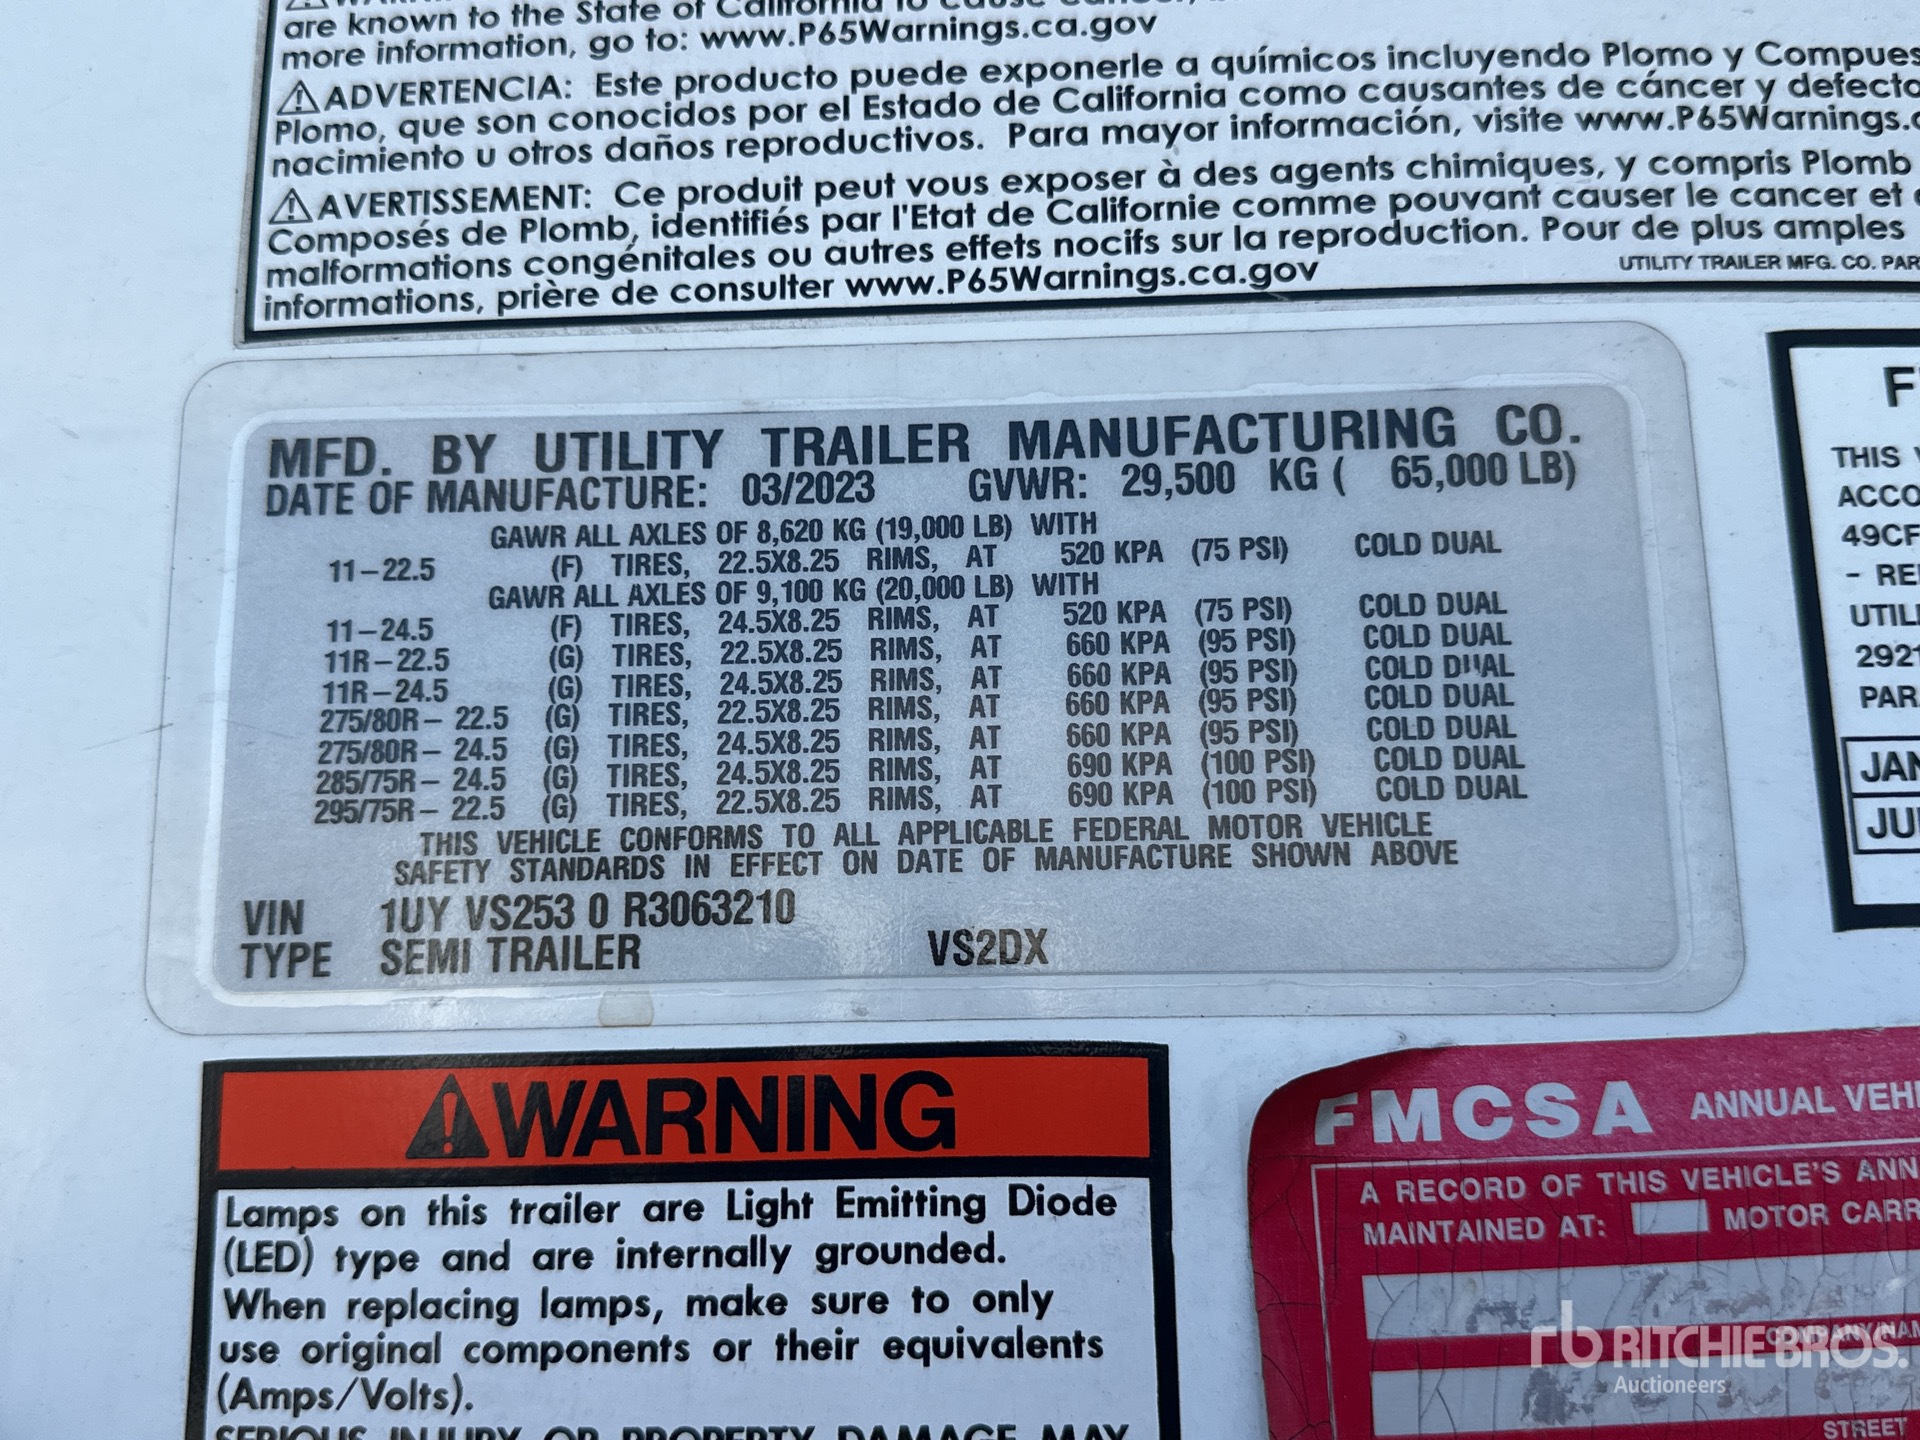 are known to the State of California to cause cancer,
more information, go to: www.P65Warnings.ca.gov
⚠ADVERTENCIA: Este producto puede exponerle a químicos incluyendo Plomo y Compues
Plomo, que son conocidos por el Estado de California como causantes de cáncer y defecto
nacimiento u otros daños reproductivos. Para mayor información, visite www.P65Warnings.c
⚠AVERTISSEMENT: Ce produit peut vous exposer à des agents chimiques, y compris Plomb
Composés de Plomb, identifiés par l'Etat de Californie comme pouvant causer le cancer et
malformations congénitales ou autres effets nocifs sur la reproduction. Pour de plus amples
informations, prière de consulter www.P65Warnings.ca.gov
UTILITY TRAILER MFG. CO. PAR
MFD. BY UTILITY TRAILER MANUFACTURING CO.
DATE OF MANUFACTURE: 03/2023 GVWR: 29,500 KG ( 65,000 LB)
GAWR ALL AXLES OF 8,620 KG (19,000 LB) WITH
11-22.5 (F) TIRES, 22.5X8.25 RIMS, AT 520 KPA (75 PSI) COLD DUAL
GAWR ALL AXLES OF 9,100 KG (20,000 LB) WITH
11-24.5 (F) TIRES, 24.5X8.25 RIMS, AT 520 KPA (75 PSI) COLD DUAL
11R-22.5 (G) TIRES, 22.5X8.25 RIMS, AT 660 KPA (95 PSI) COLD DUAL
11R-24.5 (G) TIRES, 24.5X8.25 RIMS, AT 660 KPA (95 PSI) COLD DUAL
275/80R- 22.5 (G) TIRES, 22.5X8.25 RIMS, AT 660 KPA (95 PSI) COLD DUAL
275/80R- 24.5 (G) TIRES, 24.5X8.25 RIMS, AT 660 KPA (95 PSI) COLD DUAL
285/75R- 24.5 (G) TIRES, 24.5X8.25 RIMS, AT 690 KPA (100 PSI) COLD DUAL
295/75R- 22.5 (G) TIRES, 22.5X8.25 RIMS, AT 690 KPA (100 PSI) COLD DUAL
THIS VEHICLE CONFORMS TO ALL APPLICABLE FEDERAL MOTOR VEHICLE
SAFETY STANDARDS IN EFFECT ON DATE OF MANUFACTURE SHOWN ABOVE
VIN 1UY VS253 0 R3063210
TYPE SEMI TRAILER VS2DX
F
THIS
ACCO
49CF
- RE
UTIL
2921
PAR
JAN
JU
⚠WARNING
Lamps on this trailer are Light Emitting Diode
(LED) type and are internally grounded.
When replacing lamps, make sure to only
use original components or their equivalents
(Amps/Volts).
SERIOUS INJURY OR PROPERTY DAMAGE MAY
FMCSA ANNUAL VEHI
A RECORD OF THIS VEHICLE'S ANN
MAINTAINED AT: MOTOR CARR
COMPANY NAM
STREET
rb RITCHIE BROS.
Auctioneers